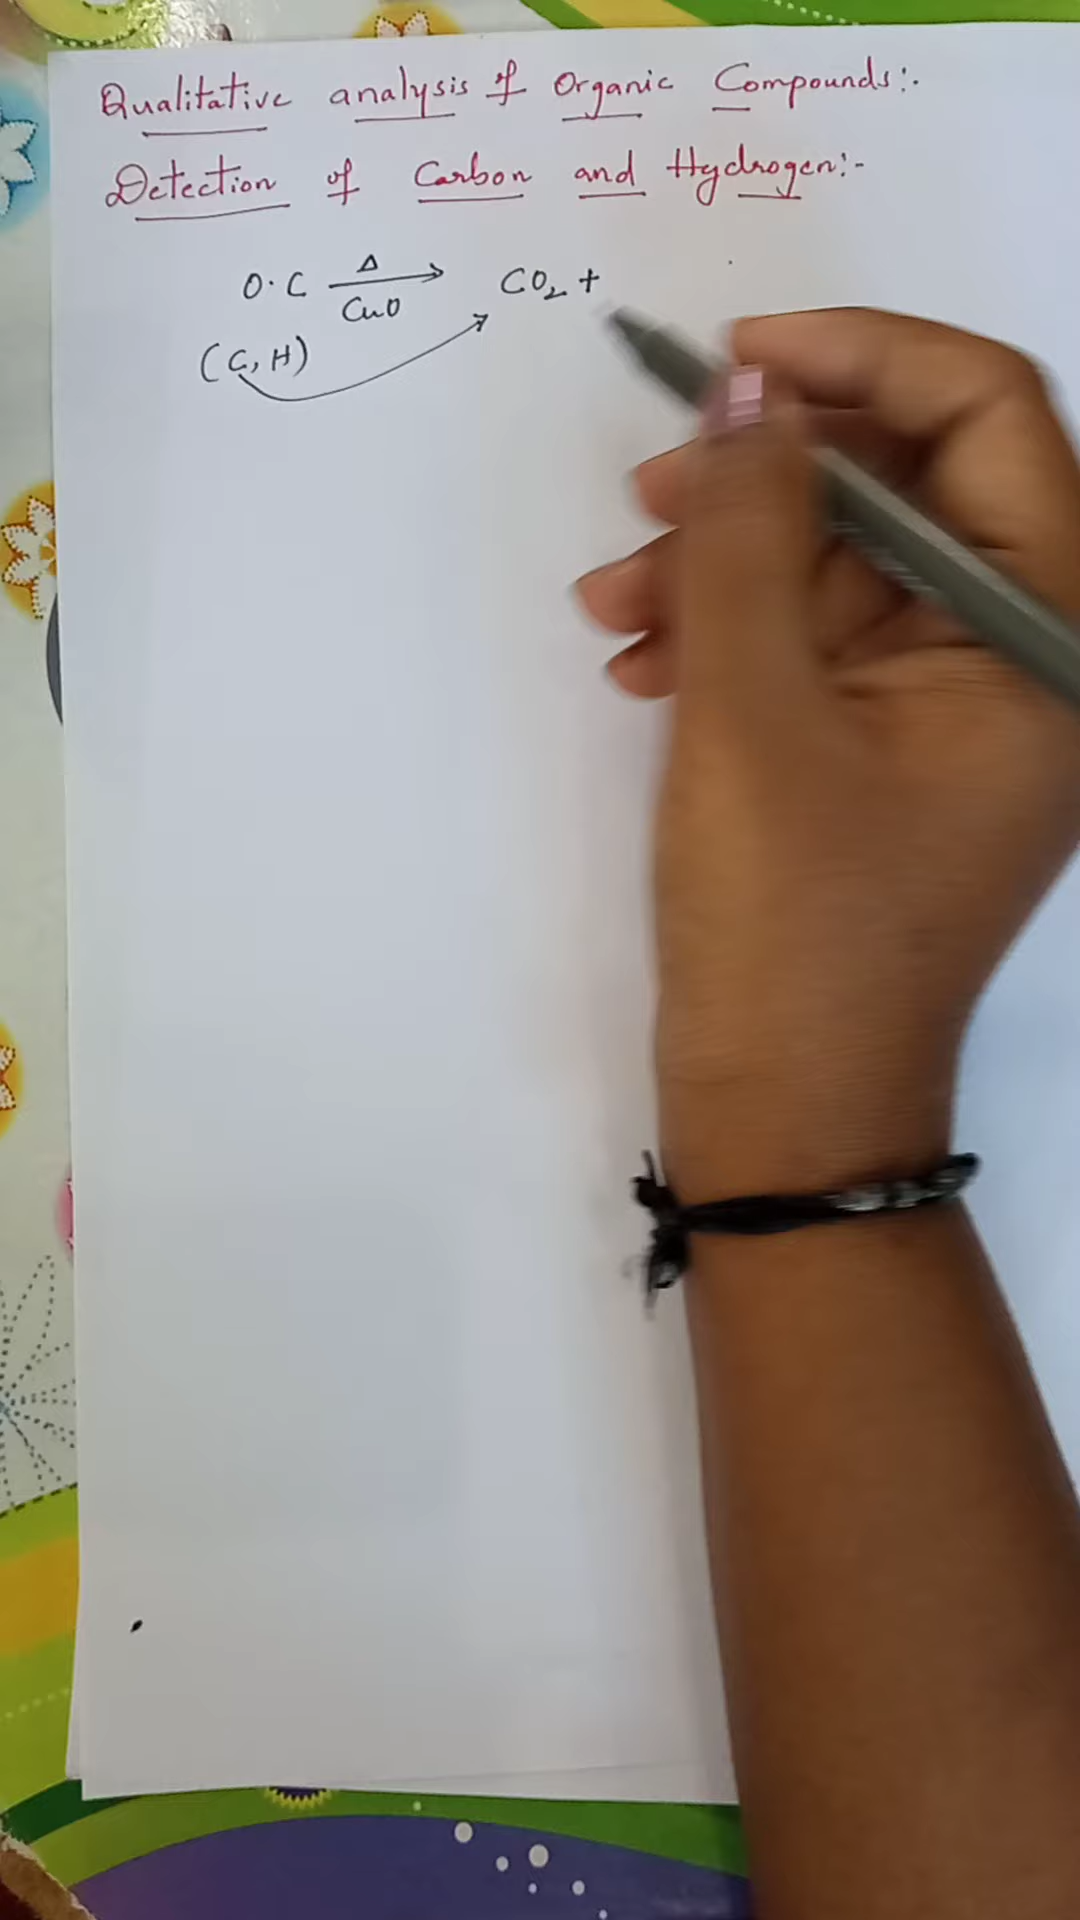 Qualitative analysis of Organic Compounds:-
Detection of Carbon and Hydrogen:-
O.C —Δ/CuO→ CO₂ +
(C, H)